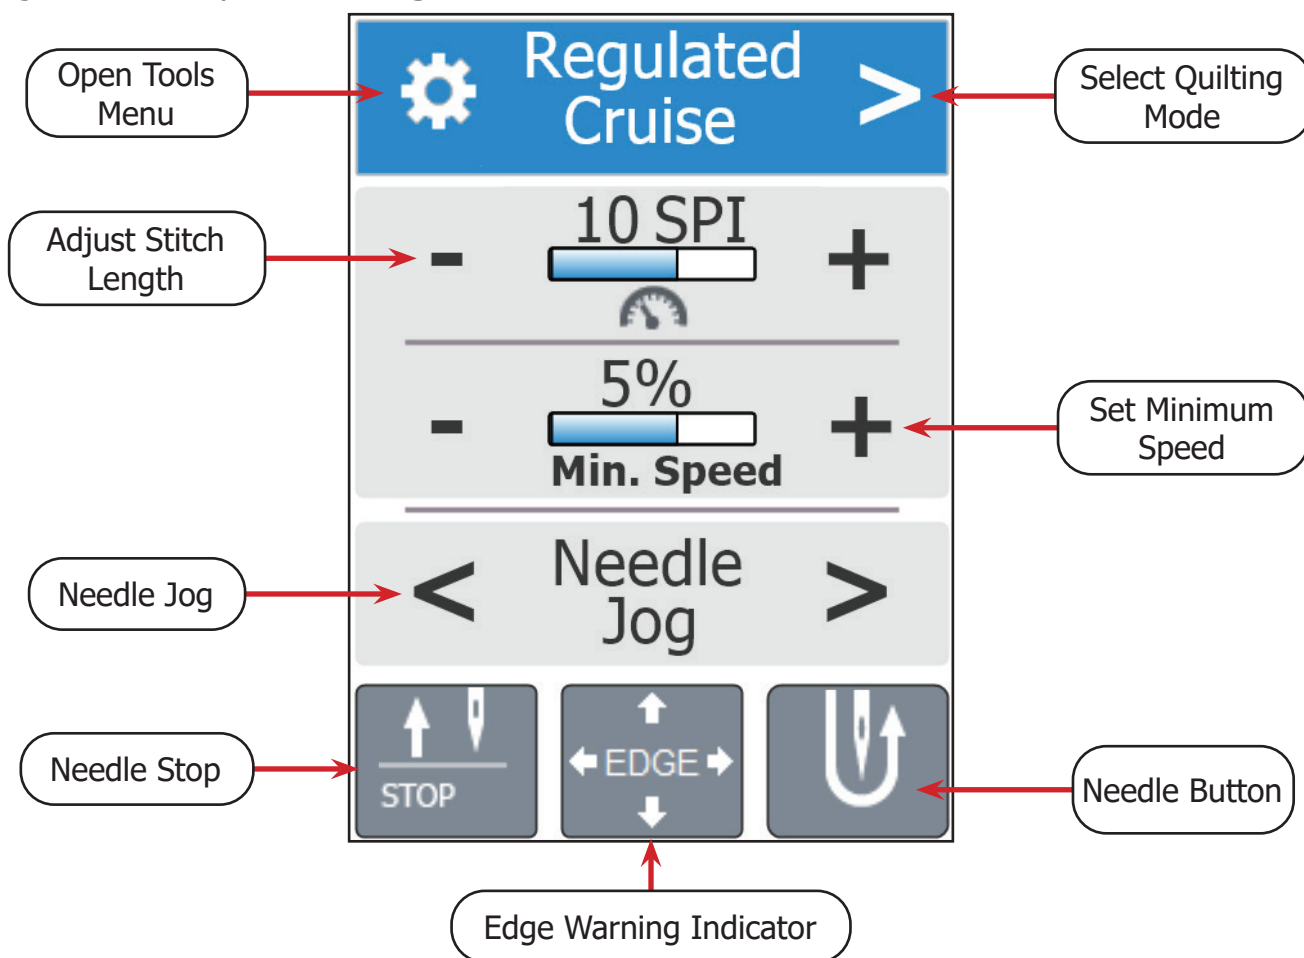 Regulated
Cruise
>
Open Tools
Menu
Select Quilting
Mode
10 SPI
- +
Adjust Stitch
Length
5%
- +
Min. Speed
Set Minimum
Speed
Needle
Jog
< >
Needle Jog
STOP
EDGE
Needle Stop
Needle Button
Edge Warning Indicator